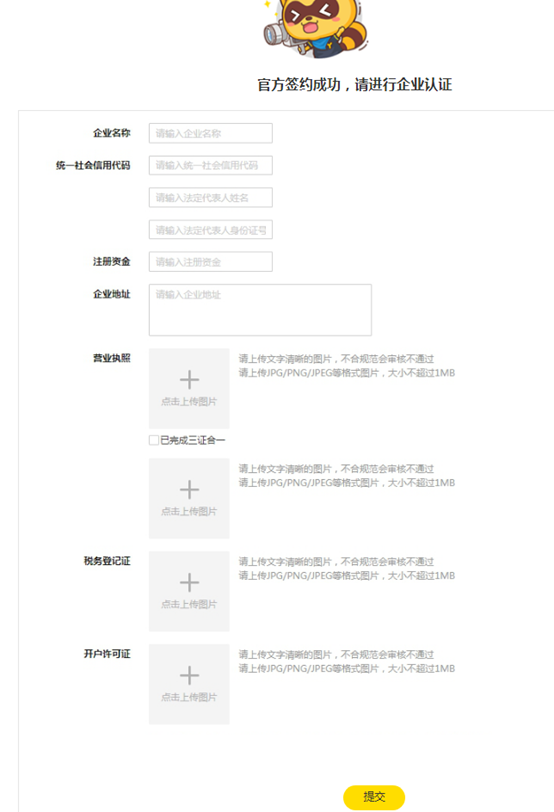 官方签约成功，请进行企业认证
企业名称 请输入企业名称
统一社会信用代码 请输入统一社会信用代码
请输入法定代表人姓名
请输入法定代表人身份证号
注册资金 请输入注册资金
企业地址 请输入企业地址
营业执照 请上传文字清晰的图片，不合规范会审核不通过
请上传JPG/PNG/JPEG等格式图片，大小不超过1MB
点击上传图片
已完成三证合一
请上传文字清晰的图片，不合规范会审核不通过
请上传JPG/PNG/JPEG等格式图片，大小不超过1MB
点击上传图片
税务登记证 请上传文字清晰的图片，不合规范会审核不通过
请上传JPG/PNG/JPEG等格式图片，大小不超过1MB
点击上传图片
开户许可证 请上传文字清晰的图片，不合规范会审核不通过
请上传JPG/PNG/JPEG等格式图片，大小不超过1MB
点击上传图片
提交